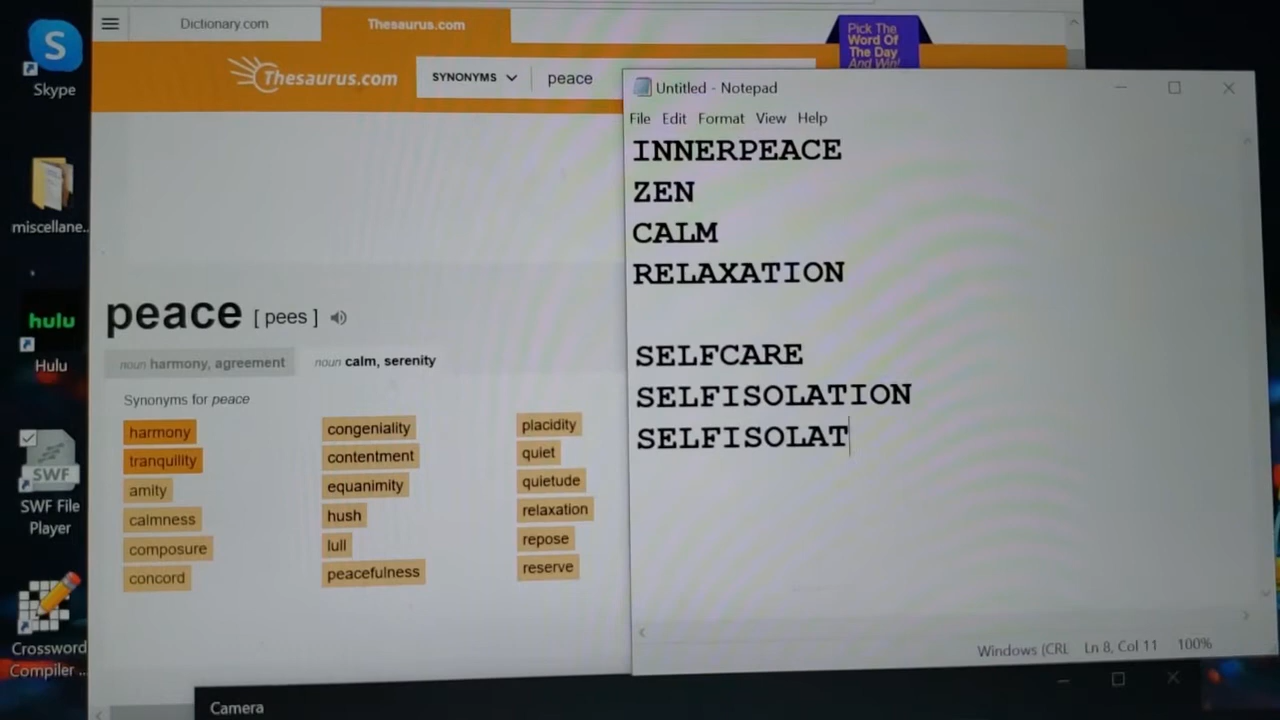 Skype
miscellane..
hulu
Hulu
SWF
SWF File
Player
Crossword
Compiler ..
Dictionary.com
Thesaurus.com
Thesaurus.com
SYNONYMS
peace
Pick The
Word Of
The Day
And Win!
peace [ pees ]
noun harmony, agreement
noun calm, serenity
Synonyms for peace
harmony
tranquility
amity
calmness
composure
concord
congeniality
contentment
equanimity
hush
lull
peacefulness
placidity
quiet
quietude
relaxation
repose
reserve
Untitled - Notepad
File Edit Format View Help
INNERPEACE
ZEN
CALM
RELAXATION
SELFCARE
SELFISOLATION
SELFISOLAT
Windows (CRL Ln 8, Col 11 100%
Camera